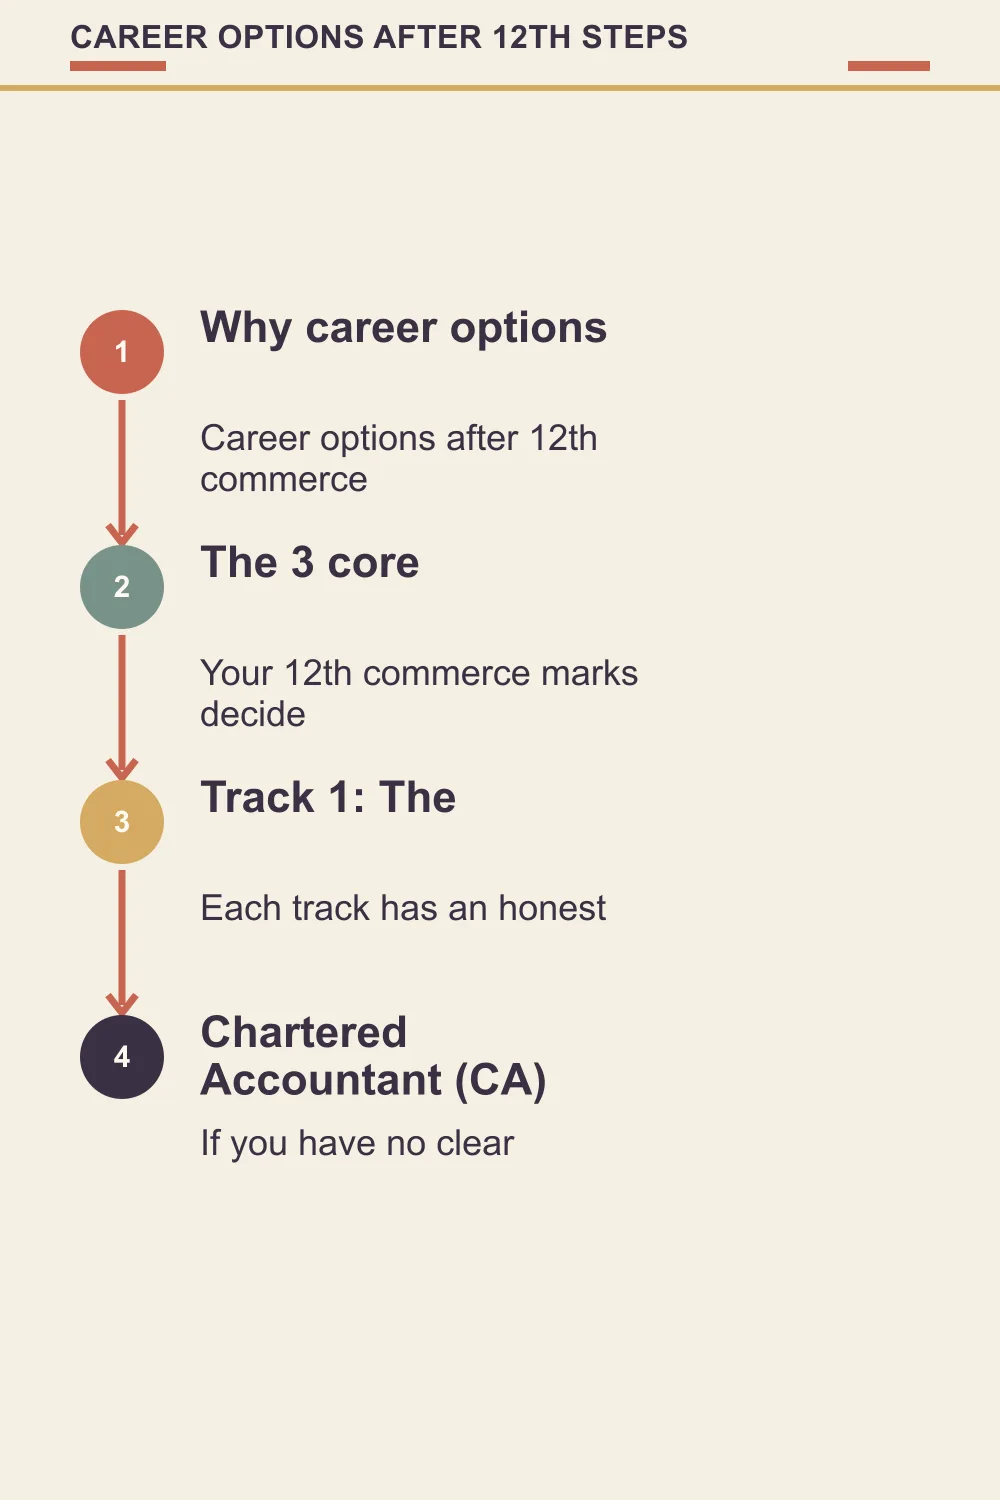 CAREER OPTIONS AFTER 12TH STEPS
1
Why career options
Career options after 12th
commerce
2
The 3 core
Your 12th commerce marks
decide
3
Track 1: The
Each track has an honest
4
Chartered
Accountant (CA)
If you have no clear